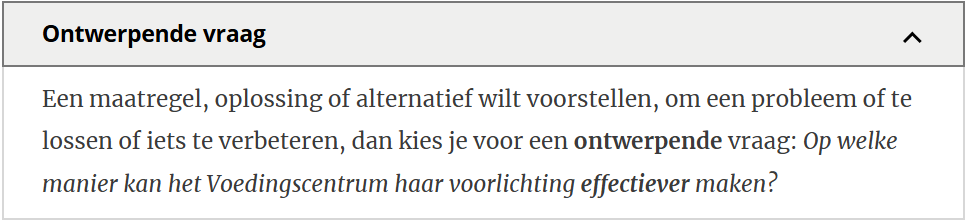 Ontwerpende vraag
Een maatregel, oplossing of alternatief wilt voorstellen, om een probleem of te
lossen of iets te verbeteren, dan kies je voor een ontwerpende vraag: Op welke
manier kan het Voedingscentrum haar voorlichting effectiever maken?